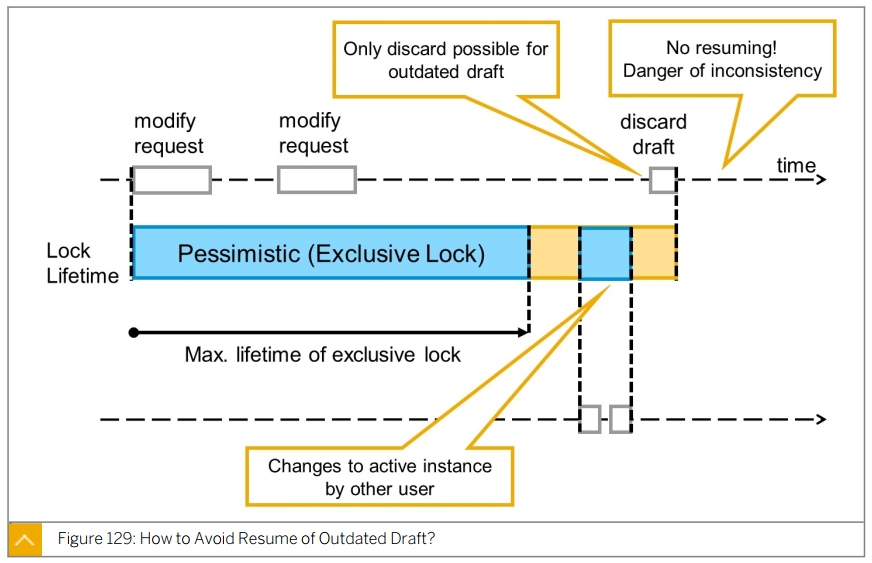 Only discard possible for
outdated draft
No resuming!
Danger of inconsistency
modify
request
modify
request
discard
draft
time
Lock
Lifetime
Pessimistic (Exclusive Lock)
Max. lifetime of exclusive lock
Changes to active instance
by other user
Figure 129: How to Avoid Resume of Outdated Draft?